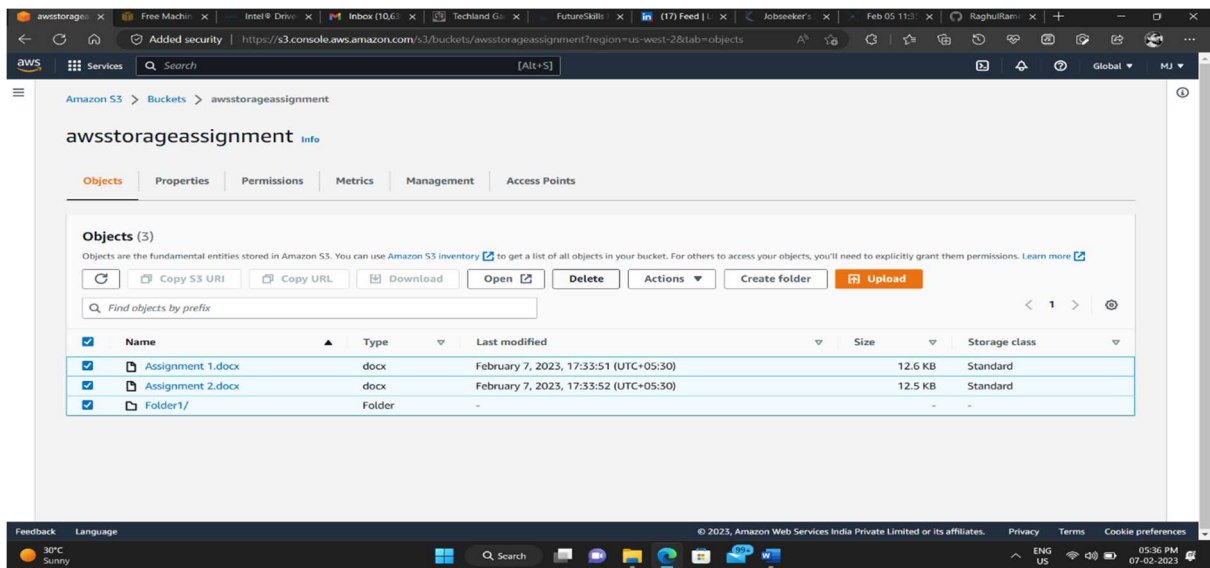 awsstoragea Free Machin Intel® Drive Inbox (10,63 Techland Ga FutureSkills (17) Feed | L Jobseeker's Feb 05 11:3 RaghulRam
Added security | https://s3.console.aws.amazon.com/s3/buckets/awsstorageassignment?region=us-west-2&tab=objects
aws Services Search [Alt+S] Global MJ
Amazon S3 > Buckets > awsstorageassignment
awsstorageassignment Info
Objects Properties Permissions Metrics Management Access Points
Objects (3)
Objects are the fundamental entities stored in Amazon S3. You can use Amazon S3 inventory to get a list of all objects in your bucket. For others to access your objects, you'll need to explicitly grant them permissions. Learn more
Copy S3 URI Copy URL Download Open Delete Actions Create folder Upload
Find objects by prefix < 1 >
Name Type Last modified Size Storage class
Assignment 1.docx docx February 7, 2023, 17:33:51 (UTC+05:30) 12.6 KB Standard
Assignment 2.docx docx February 7, 2023, 17:33:52 (UTC+05:30) 12.5 KB Standard
Folder1/ Folder - - -
Feedback Language © 2023, Amazon Web Services India Private Limited or its affiliates. Privacy Terms Cookie preferences
30°C Search 99+ ENG 05:36 PM
Sunny US 07-02-2023